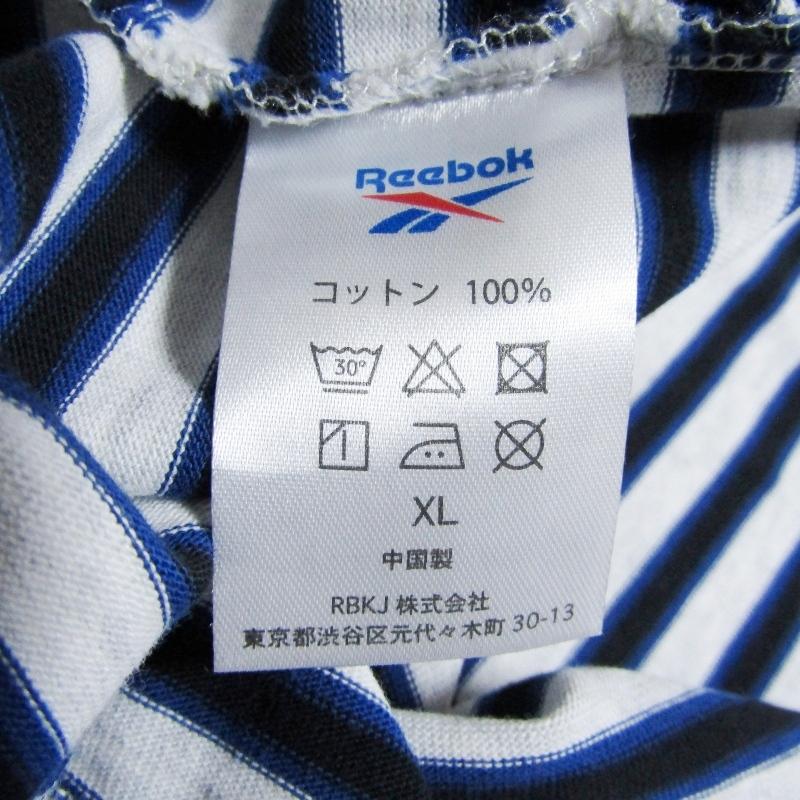 Reebok
コットン 100%
30°
XL
中国製
RBKJ 株式会社
東京都渋谷区元代々木町 30-13